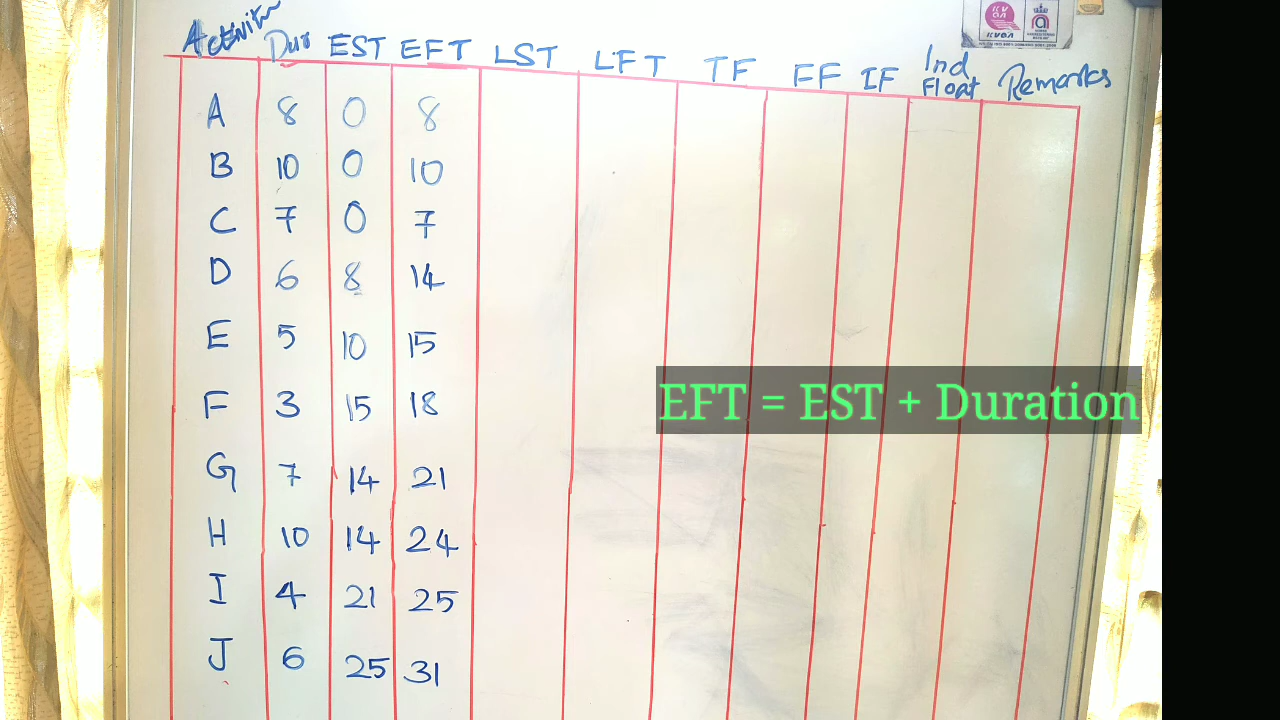 Activity Dur EST EFT LST LFT TF FF IF Ind Float Remarks
A 8 0 8
B 10 0 10
C 7 0 7
D 6 8 14
E 5 10 15
F 3 15 18
G 7 14 21
H 10 14 24
I 4 21 25
J 6 25 31
EFT = EST + Duration
KVQA